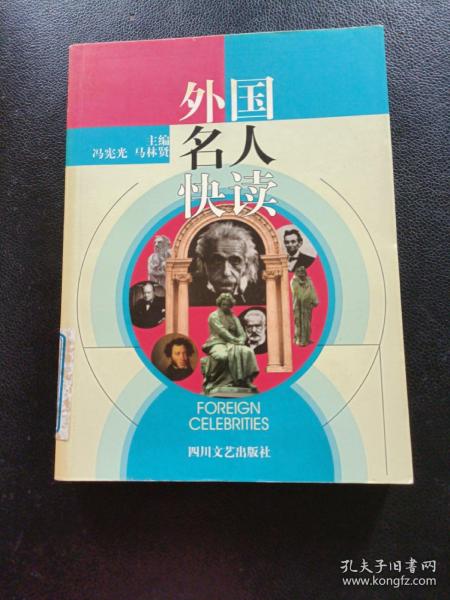 外国
名人
快读
主编
冯宪光 马林贤
FOREIGN
CELEBRITIES
四川文艺出版社
孔夫子旧书网
www.kongfz.com